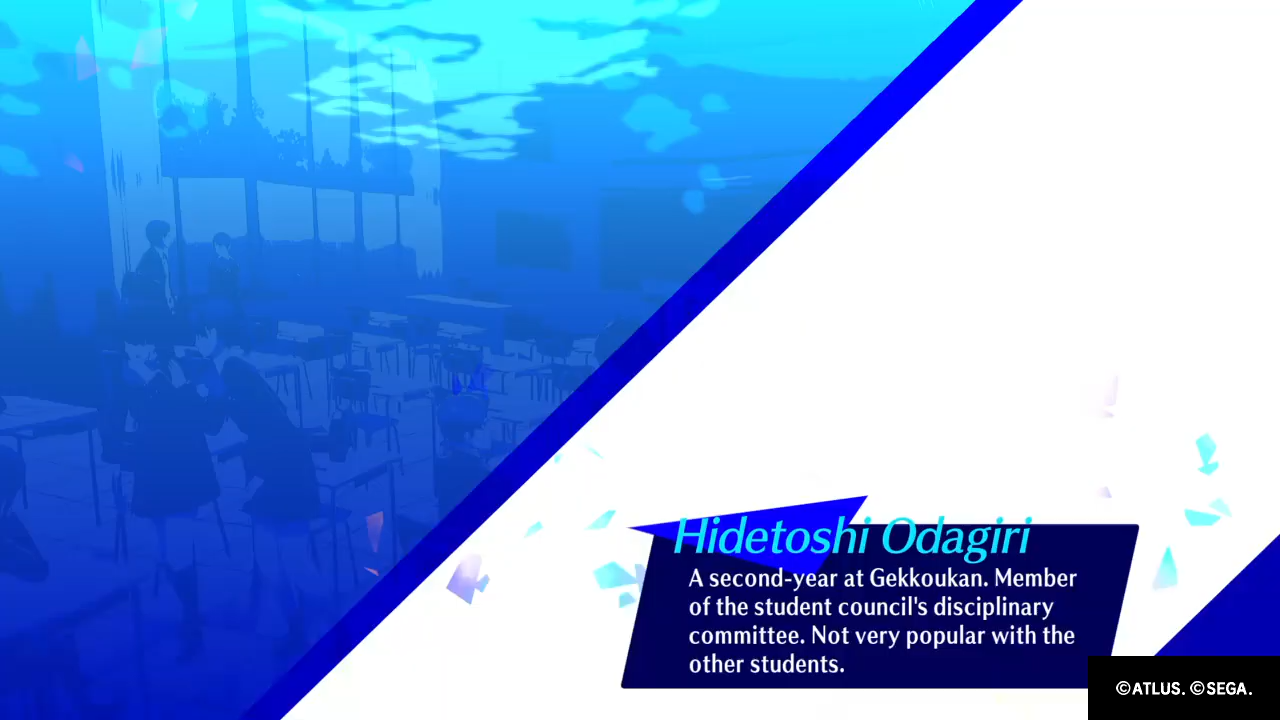 Hidetoshi Odagiri
A second-year at Gekkoukan. Member
of the student council's disciplinary
committee. Not very popular with the
other students.
©ATLUS. ©SEGA.